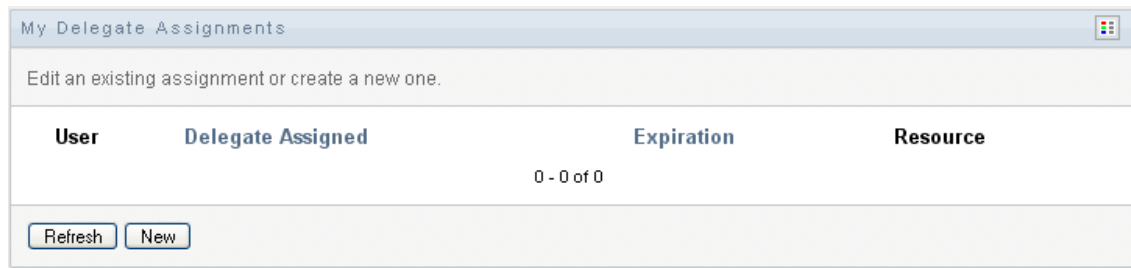 My Delegate Assignments
Edit an existing assignment or create a new one.
User Delegate Assigned Expiration Resource
0 - 0 of 0
Refresh New